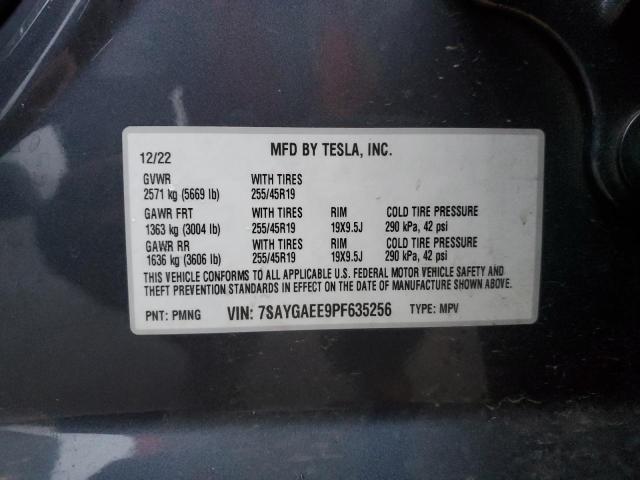 MFD BY TESLA, INC.
12/22
GVWR WITH TIRES
2571 kg (5669 lb) 255/45R19
GAWR FRT WITH TIRES RIM COLD TIRE PRESSURE
1363 kg (3004 lb) 255/45R19 19X9.5J 290 kPa, 42 psi
GAWR RR WITH TIRES RIM COLD TIRE PRESSURE
1636 kg (3606 lb) 255/45R19 19X9.5J 290 kPa, 42 psi
THIS VEHICLE CONFORMS TO ALL APPLICABLE U.S. FEDERAL MOTOR VEHICLE SAFETY AND
THEFT PREVENTION STANDARDS IN EFFECT ON THE DATE OF MANUFACTURE SHOWN ABOVE.
PNT: PMNG VIN: 7SAYGAEE9PF635256 TYPE: MPV